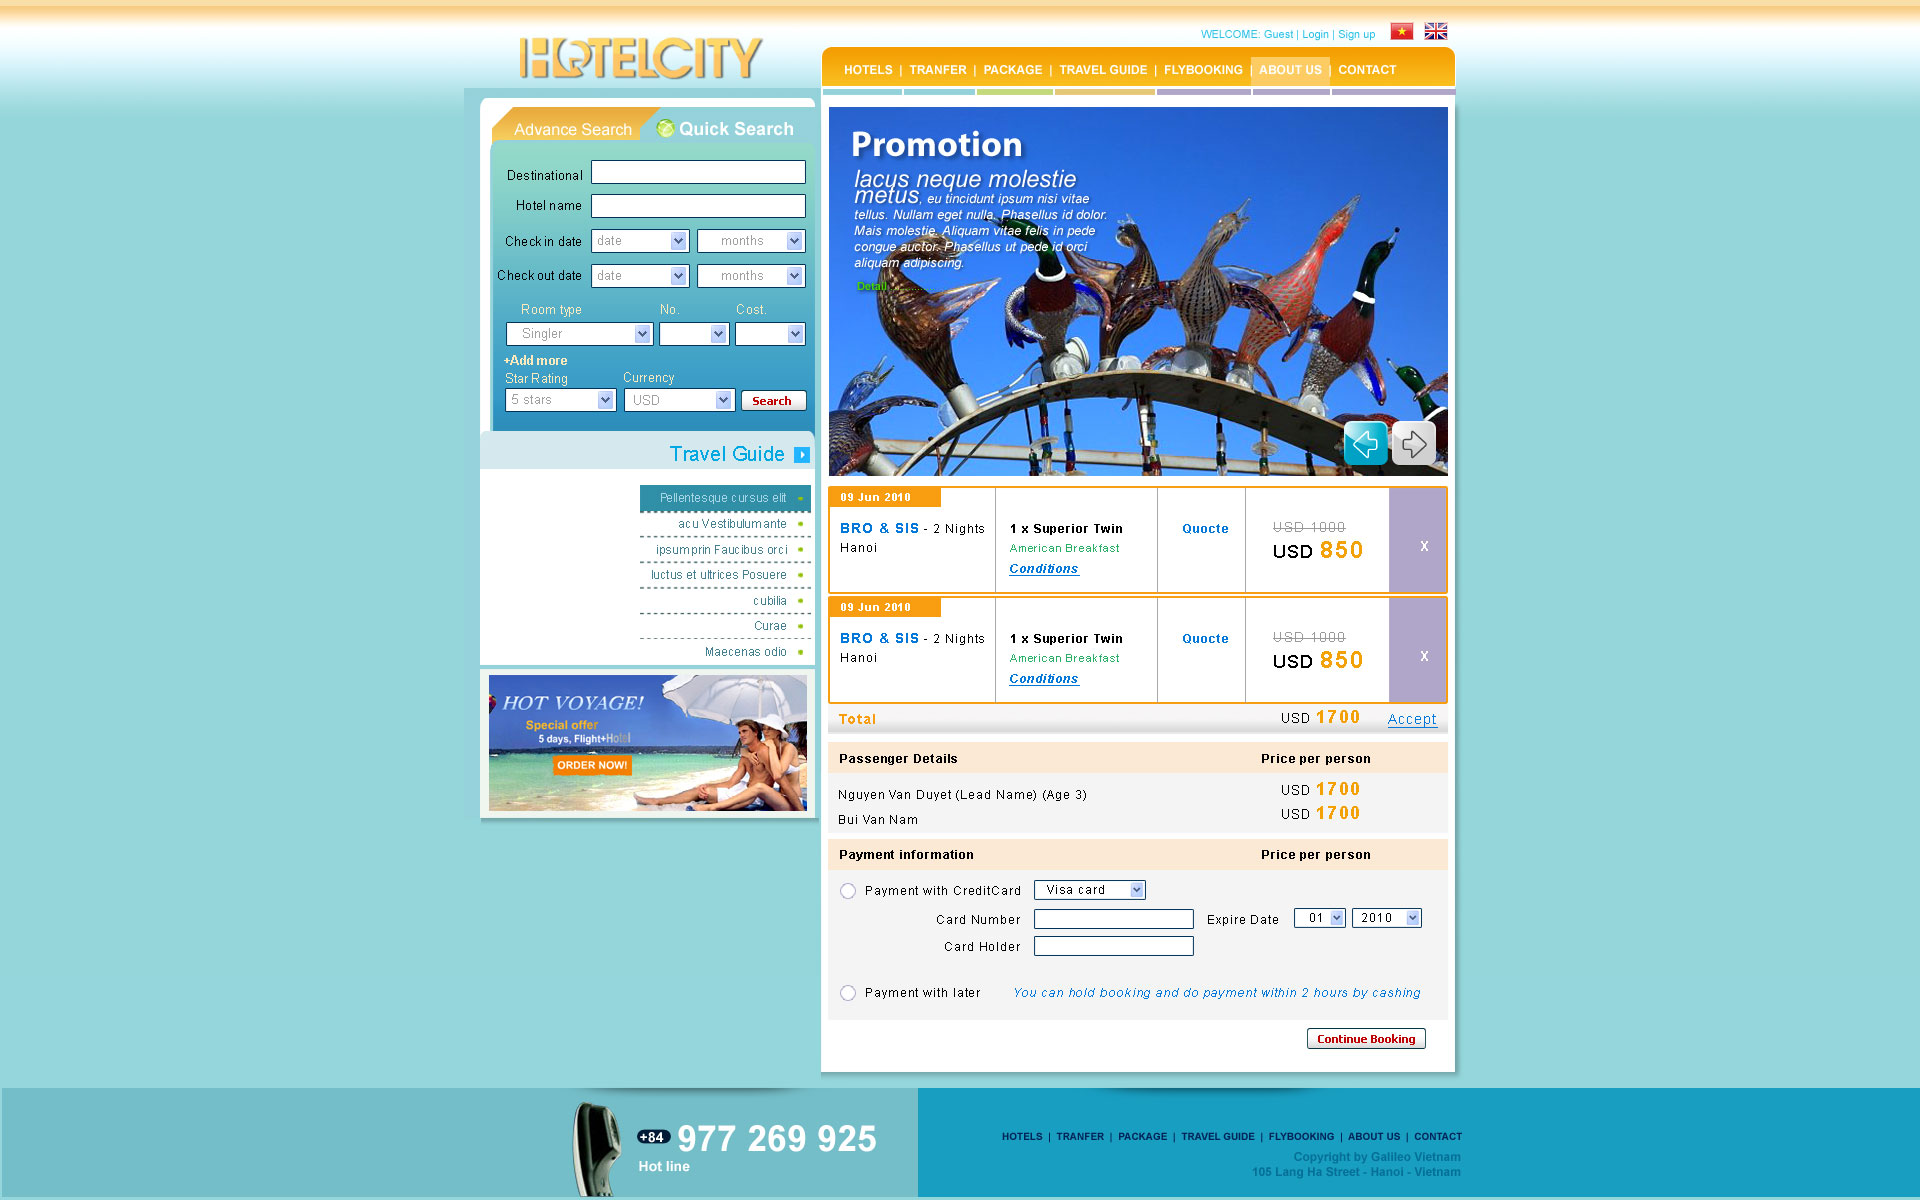 WELCOME: Guest | Login | Sign up
HOTELCITY
HOTELS | TRANFER | PACKAGE | TRAVEL GUIDE | FLYBOOKING | ABOUT US | CONTACT
Advance Search
Quick Search
Destinational
Hotel name
Check in date date months
Check out date date months
Room type No. Cost.
Singler
+Add more
Star Rating Currency
5 stars USD Search
Travel Guide
Pellentesque cursus elit
acu Vestibulumante
ipsumprin Faucibus orci
luctus et ultrices Posuere
cubilia
Curae
Maecenas odio
HOT VOYAGE!
Special offer
5 days, Flight+Hotel
ORDER NOW!
Promotion
lacus neque molestie
metus, eu tincidunt ipsum nisi vitae
tellus. Nullam eget nulla. Phasellus id dolor.
Mais molestie. Aliquam vitae felis in pede
congue auctor. Phasellus ut pede id orci
aliquam adipiscing.
Detail
09 Jun 2010
BRO & SIS - 2 Nights
Hanoi
1 x Superior Twin
American Breakfast
Conditions
Quocte
USD 1000
USD 850
X
09 Jun 2010
BRO & SIS - 2 Nights
Hanoi
1 x Superior Twin
American Breakfast
Conditions
Quocte
USD 1000
USD 850
X
Total USD 1700 Accept
Passenger Details Price per person
Nguyen Van Duyet (Lead Name) (Age 3) USD 1700
Bui Van Nam USD 1700
Payment information Price per person
Payment with CreditCard Visa card
Card Number Expire Date 01 2010
Card Holder
Payment with later You can hold booking and do payment within 2 hours by cashing
Continue Booking
+84 977 269 925
Hot line
HOTELS | TRANFER | PACKAGE | TRAVEL GUIDE | FLYBOOKING | ABOUT US | CONTACT
Copyright by Galileo Vietnam
105 Lang Ha Street - Hanoi - Vietnam